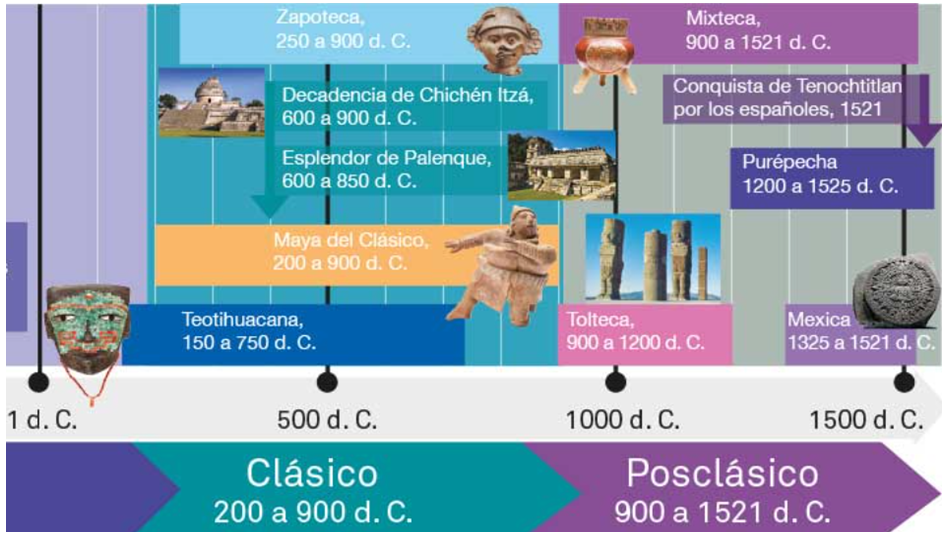 Zapoteca,
250 a 900 d. C.
Mixteca,
900 a 1521 d. C.
Decadencia de Chichén Itzá,
600 a 900 d. C.
Conquista de Tenochtitlan
por los españoles, 1521
Esplendor de Palenque,
600 a 850 d. C.
Purépecha
1200 a 1525 d. C.
Maya del Clásico,
200 a 900 d. C.
s
Teotihuacana,
150 a 750 d. C.
Tolteca,
900 a 1200 d. C.
Mexica
1325 a 1521 d. C.
1 d. C.
500 d. C.
1000 d. C.
1500 d. C.
Clásico
200 a 900 d. C.
Posclásico
900 a 1521 d. C.